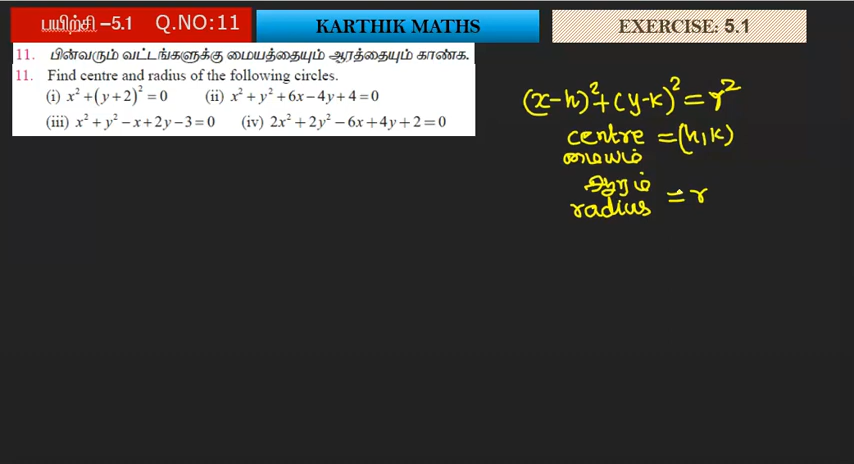 பயிற்சி –5.1 Q.NO:11
KARTHIK MATHS
EXERCISE: 5.1
11. பின்வரும் வட்டங்களுக்கு மையத்தையும் ஆரத்தையும் காண்க.
11. Find centre and radius of the following circles.
(i) x² + (y + 2)² = 0 (ii) x² + y² + 6x – 4y + 4 = 0
(iii) x² + y² – x + 2y – 3 = 0 (iv) 2x² + 2y² – 6x + 4y + 2 = 0
(x-h)² + (y-k)² = r²
centre = (h, k)
மையம்
ஆரம்
radius = r